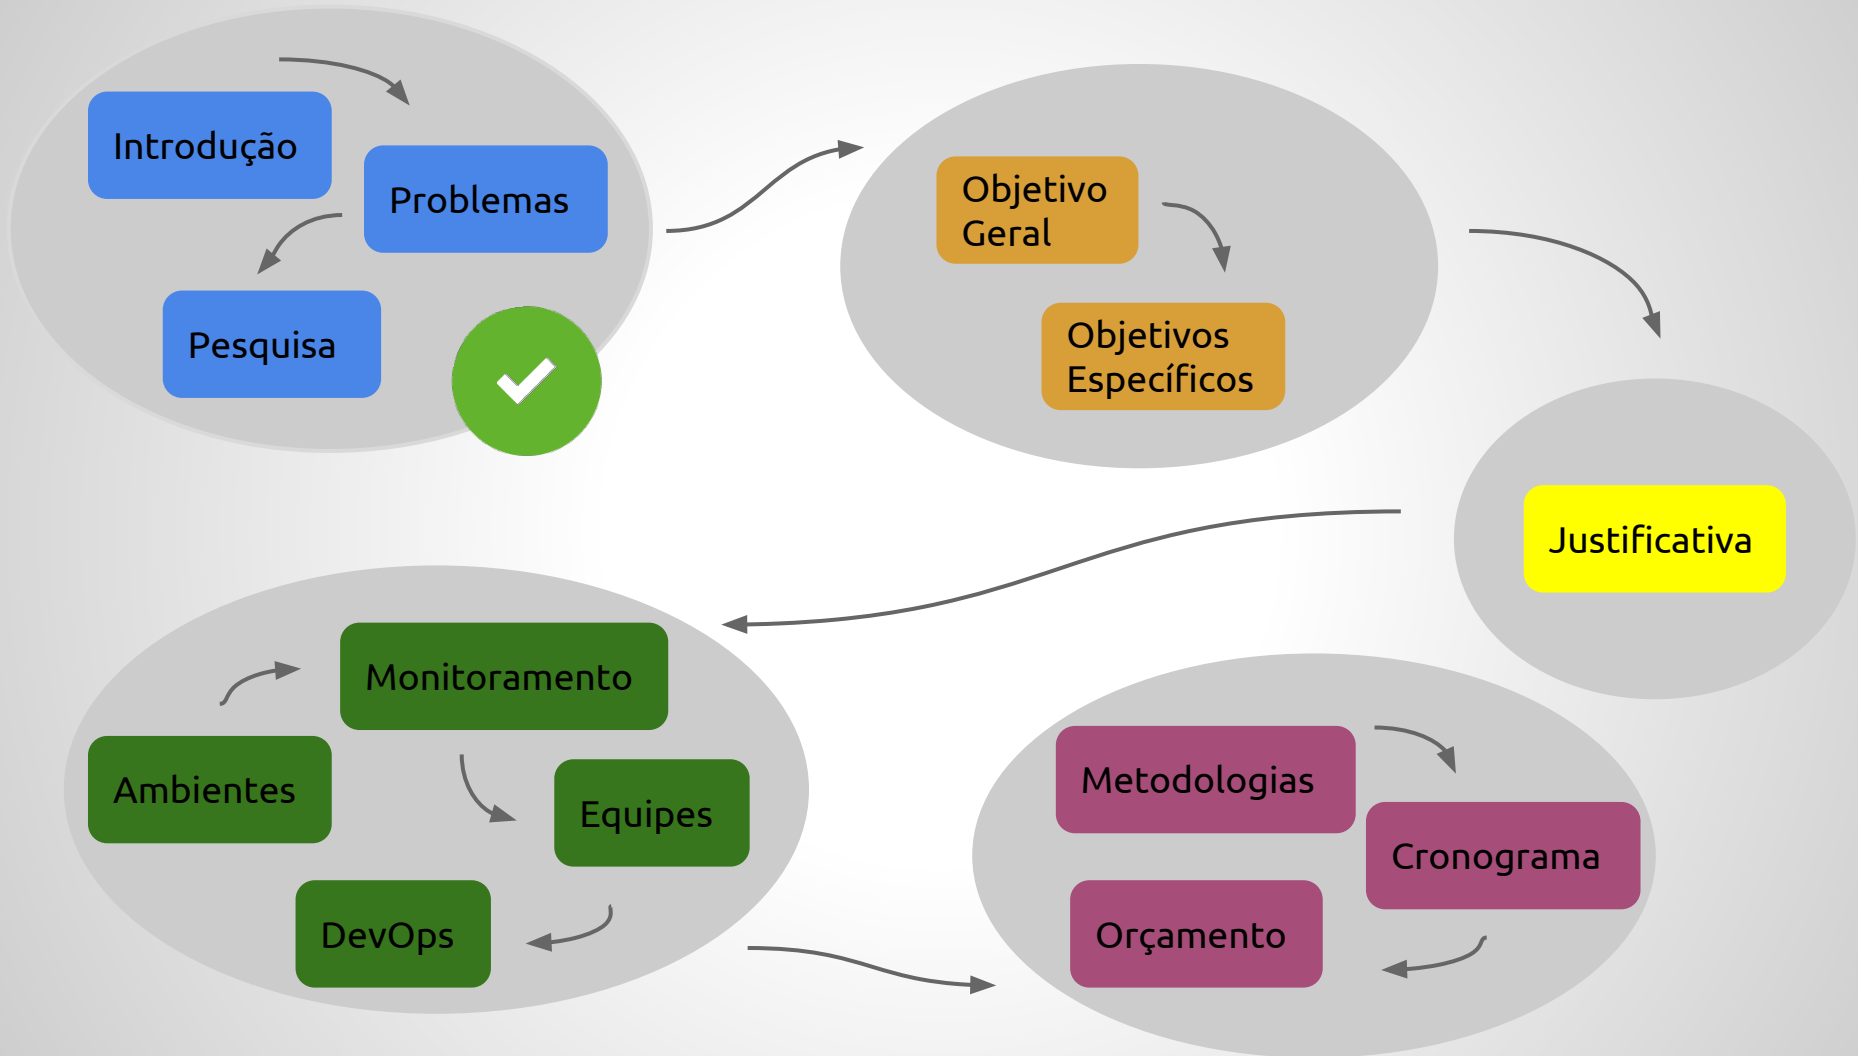 Introdução
Problemas
Pesquisa
Objetivo
Geral
Objetivos
Específicos
Justificativa
Ambientes
Monitoramento
Equipes
DevOps
Metodologias
Cronograma
Orçamento